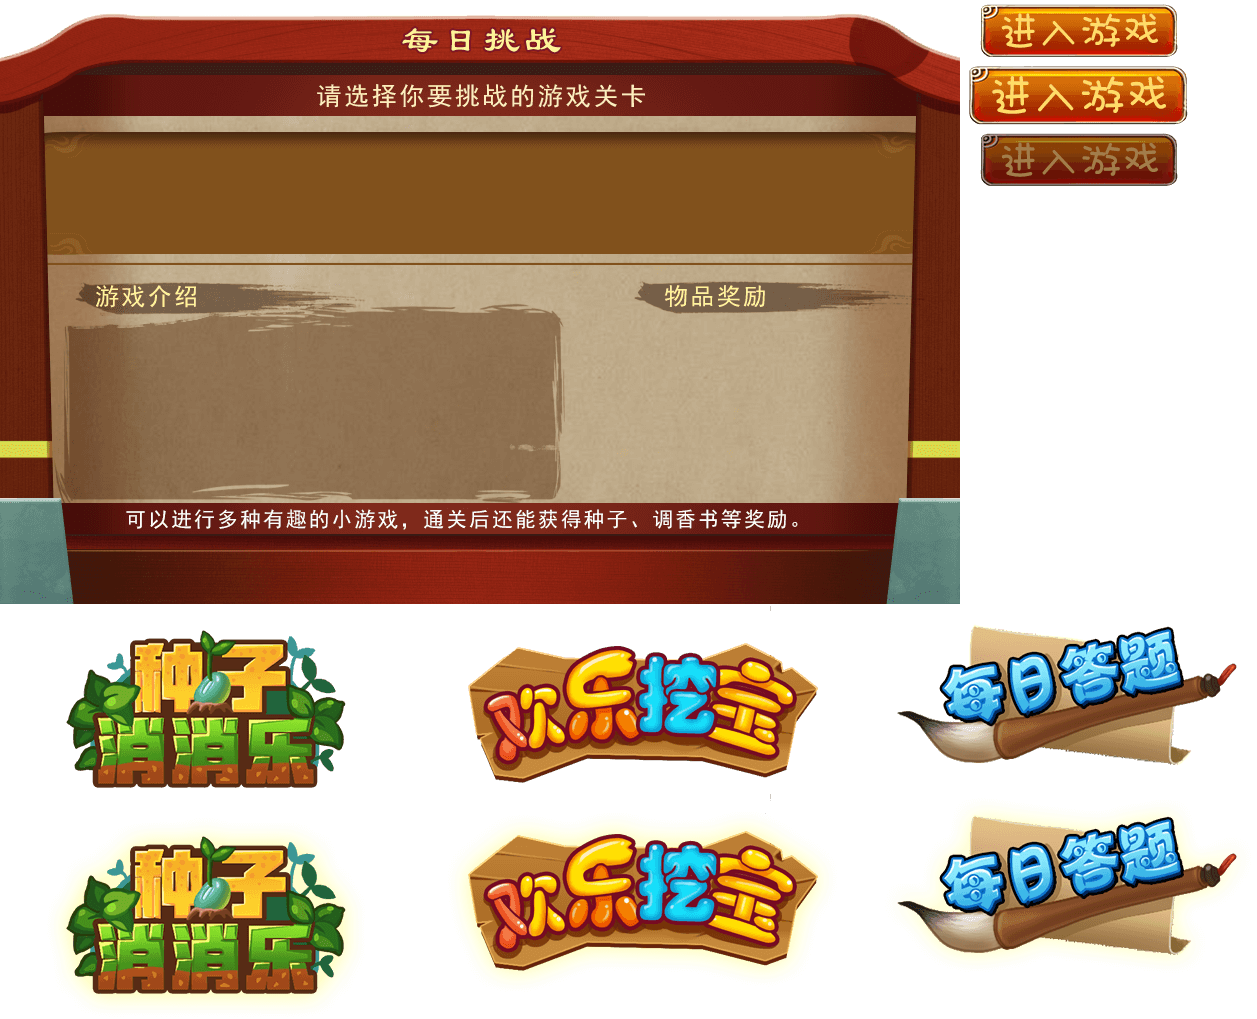 每日挑战
请选择你要挑战的游戏关卡
游戏介绍
物品奖励
可以进行多种有趣的小游戏，通关后还能获得种子、调香书等奖励。
进入游戏
进入游戏
进入游戏
种子
消消乐
欢乐挖宝
每日答题
种子
消消乐
欢乐挖宝
每日答题